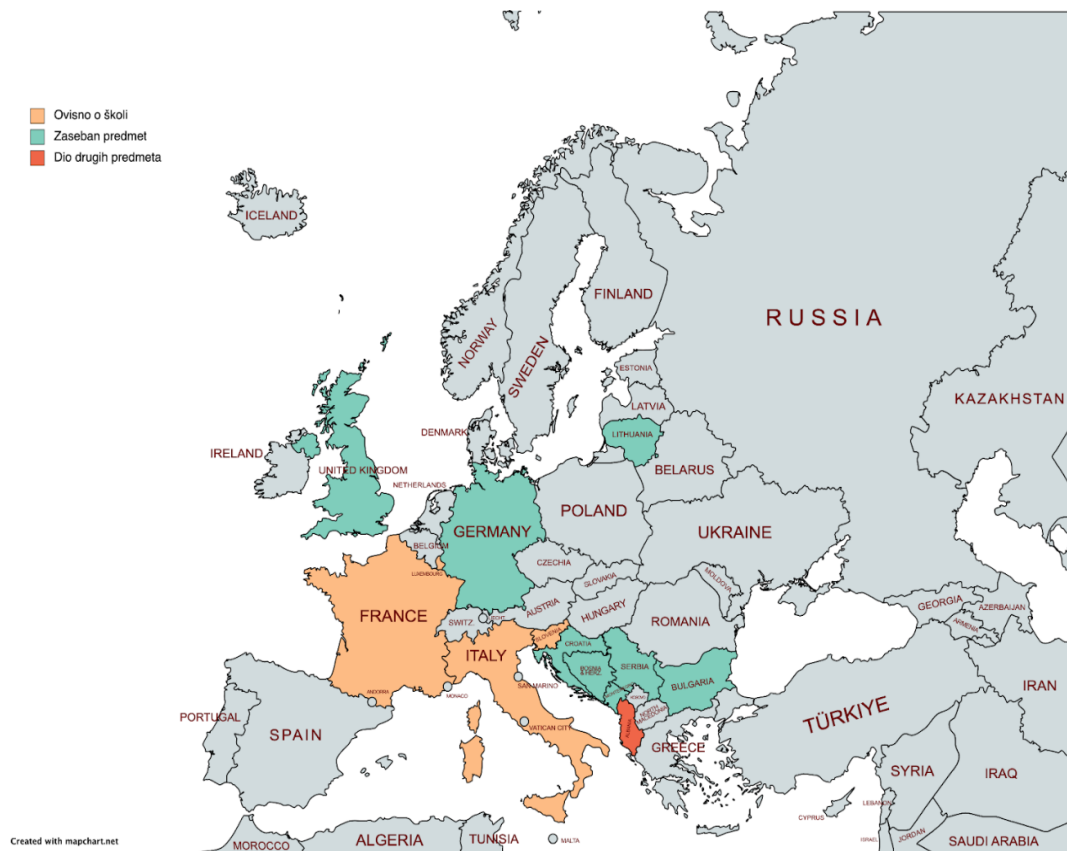 Ovisno o školi
Zaseban predmet
Dio drugih predmeta
ICELAND
NORWAY
SWEDEN
FINLAND
RUSSIA
ESTONIA
LATVIA
LITHUANIA
KAZAKHSTAN
DENMARK
IRELAND
UNITED KINGDOM
NETHERLANDS
BELARUS
POLAND
GERMANY
BELGIUM
LUXEMBOURG
UKRAINE
CZECHIA
SLOVAKIA
MOLDOVA
FRANCE
SWITZ.
LIECHT.
AUSTRIA
HUNGARY
ROMANIA
GEORGIA
AZERBAIJAN
ARMENIA
ITALY
SLOVENIA
CROATIA
BOSNIA
& HERZ.
SERBIA
BULGARIA
MONACO
SAN MARINO
ANDORRA
KOSOVO
NORTH
MACEDONIA
ALBANIA
VATICAN CITY
PORTUGAL
SPAIN
GREECE
TÜRKIYE
IRAN
SYRIA
IRAQ
CYPRUS
LEBANON
ISRAEL
JORDAN
SAUDI ARABIA
MOROCCO
ALGERIA
TUNISIA
MALTA
Created with mapchart.net